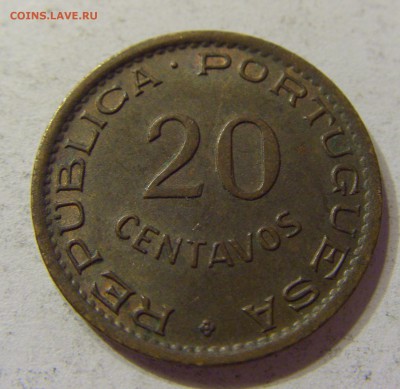 COINS.LAVE.RU
REPUBLICA · PORTUGUESA
20
CENTAVOS